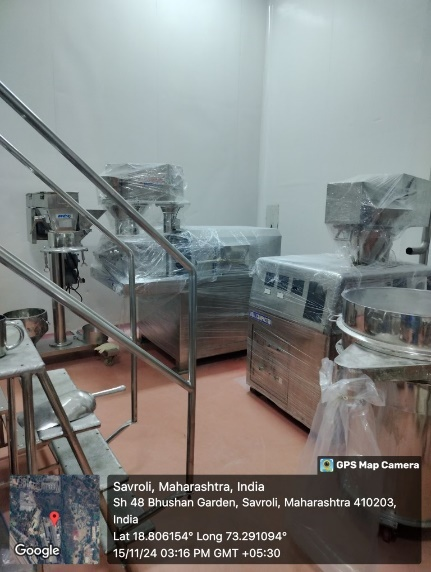 GPS Map Camera
Savroli, Maharashtra, India
Sh 48 Bhushan Garden, Savroli, Maharashtra 410203,
India
Lat 18.806154° Long 73.291094°
15/11/24 03:16 PM GMT +05:30
Google